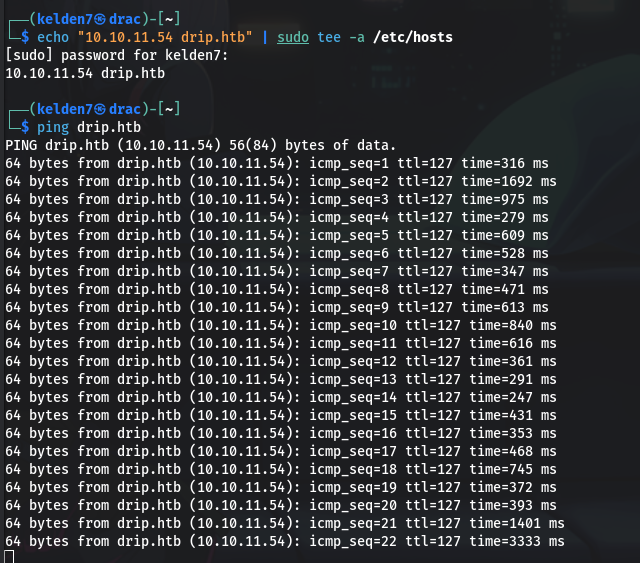 ┌──(kelden7㉿drac)-[~]
└─$ echo "10.10.11.54 drip.htb" | sudo tee -a /etc/hosts
[sudo] password for kelden7:
10.10.11.54 drip.htb
┌──(kelden7㉿drac)-[~]
└─$ ping drip.htb
PING drip.htb (10.10.11.54) 56(84) bytes of data.
64 bytes from drip.htb (10.10.11.54): icmp_seq=1 ttl=127 time=316 ms
64 bytes from drip.htb (10.10.11.54): icmp_seq=2 ttl=127 time=1692 ms
64 bytes from drip.htb (10.10.11.54): icmp_seq=3 ttl=127 time=975 ms
64 bytes from drip.htb (10.10.11.54): icmp_seq=4 ttl=127 time=279 ms
64 bytes from drip.htb (10.10.11.54): icmp_seq=5 ttl=127 time=609 ms
64 bytes from drip.htb (10.10.11.54): icmp_seq=6 ttl=127 time=528 ms
64 bytes from drip.htb (10.10.11.54): icmp_seq=7 ttl=127 time=347 ms
64 bytes from drip.htb (10.10.11.54): icmp_seq=8 ttl=127 time=471 ms
64 bytes from drip.htb (10.10.11.54): icmp_seq=9 ttl=127 time=613 ms
64 bytes from drip.htb (10.10.11.54): icmp_seq=10 ttl=127 time=840 ms
64 bytes from drip.htb (10.10.11.54): icmp_seq=11 ttl=127 time=616 ms
64 bytes from drip.htb (10.10.11.54): icmp_seq=12 ttl=127 time=361 ms
64 bytes from drip.htb (10.10.11.54): icmp_seq=13 ttl=127 time=291 ms
64 bytes from drip.htb (10.10.11.54): icmp_seq=14 ttl=127 time=247 ms
64 bytes from drip.htb (10.10.11.54): icmp_seq=15 ttl=127 time=431 ms
64 bytes from drip.htb (10.10.11.54): icmp_seq=16 ttl=127 time=353 ms
64 bytes from drip.htb (10.10.11.54): icmp_seq=17 ttl=127 time=468 ms
64 bytes from drip.htb (10.10.11.54): icmp_seq=18 ttl=127 time=745 ms
64 bytes from drip.htb (10.10.11.54): icmp_seq=19 ttl=127 time=372 ms
64 bytes from drip.htb (10.10.11.54): icmp_seq=20 ttl=127 time=393 ms
64 bytes from drip.htb (10.10.11.54): icmp_seq=21 ttl=127 time=1401 ms
64 bytes from drip.htb (10.10.11.54): icmp_seq=22 ttl=127 time=3333 ms